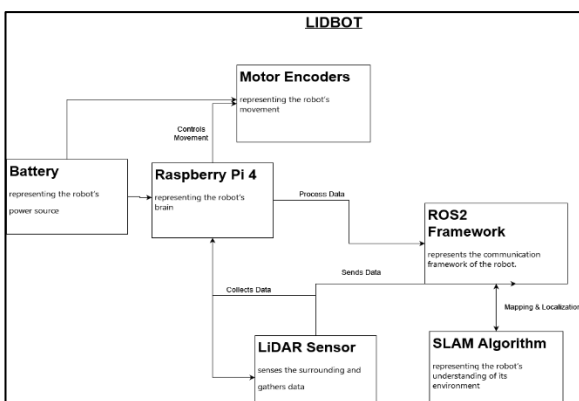 LIDBOT
Motor Encoders
representing the robot's
movement
Controls
Movement
Battery
representing the robot's
power source
Raspberry Pi 4
representing the robot's
brain
Process Data
ROS2
Framework
represents the communication
framework of the robot.
Sends Data
Collects Data
Mapping & Localization
LiDAR Sensor
senses the surrounding and
gathers data
SLAM Algorithm
representing the robot's
understanding of its
environment